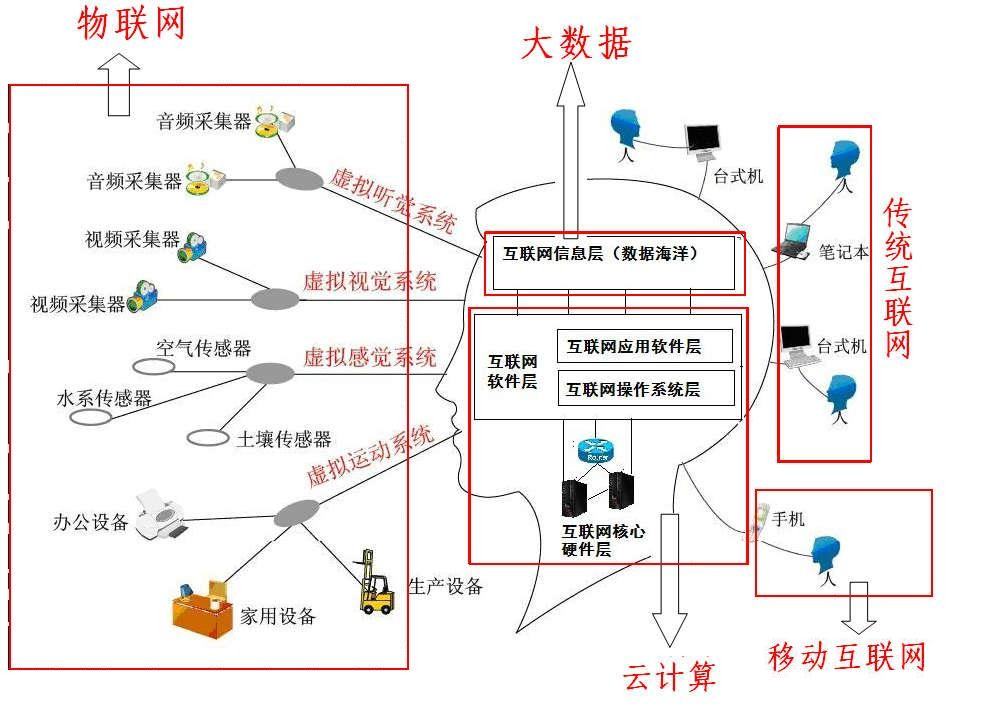 物联网
大数据
音频采集器
音频采集器
虚拟听觉系统
视频采集器
虚拟视觉系统
视频采集器
空气传感器
虚拟感觉系统
水系传感器
土壤传感器
虚拟运动系统
办公设备
家用设备
生产设备
互联网信息层（数据海洋）
互联网
软件层
互联网应用软件层
互联网操作系统层
Router
互联网核心
硬件层
云计算
人
台式机
人
笔记本
台式机
人
传统互联网
手机
人
移动互联网